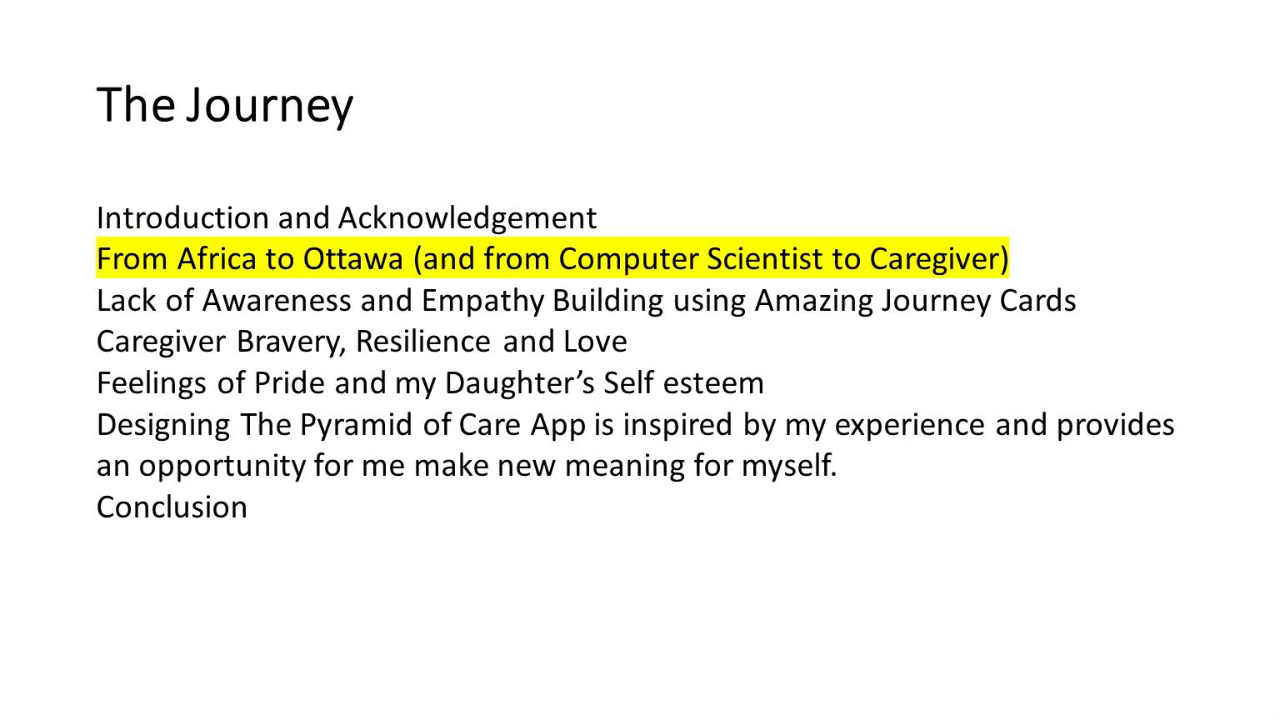 The Journey
Introduction and Acknowledgement
From Africa to Ottawa (and from Computer Scientist to Caregiver)
Lack of Awareness and Empathy Building using Amazing Journey Cards
Caregiver Bravery, Resilience and Love
Feelings of Pride and my Daughter’s Self esteem
Designing The Pyramid of Care App is inspired by my experience and provides
an opportunity for me make new meaning for myself.
Conclusion